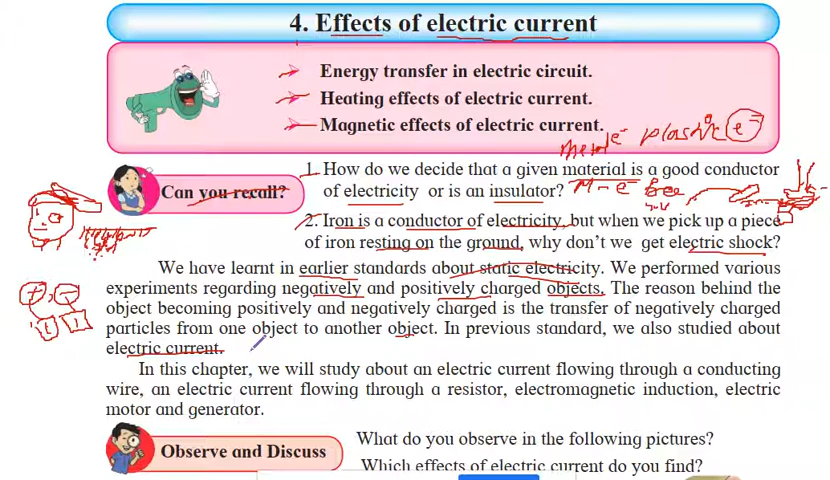 4. Effects of electric current
Energy transfer in electric circuit.
Heating effects of electric current.
Magnetic effects of electric current.
plastic e⁻
1. How do we decide that a given material is a good conductor
Can you recall?
of electricity or is an insulator?
2. Iron is a conductor of electricity, but when we pick up a piece
of iron resting on the ground, why don't we get electric shock?
We have learnt in earlier standards about static electricity. We performed various
experiments regarding negatively and positively charged objects. The reason behind the
object becoming positively and negatively charged is the transfer of negatively charged
particles from one object to another object. In previous standard, we also studied about
electric current.
In this chapter, we will study about an electric current flowing through a conducting
wire, an electric current flowing through a resistor, electromagnetic induction, electric
motor and generator.
What do you observe in the following pictures?
Observe and Discuss
Which effects of electric current do you find?